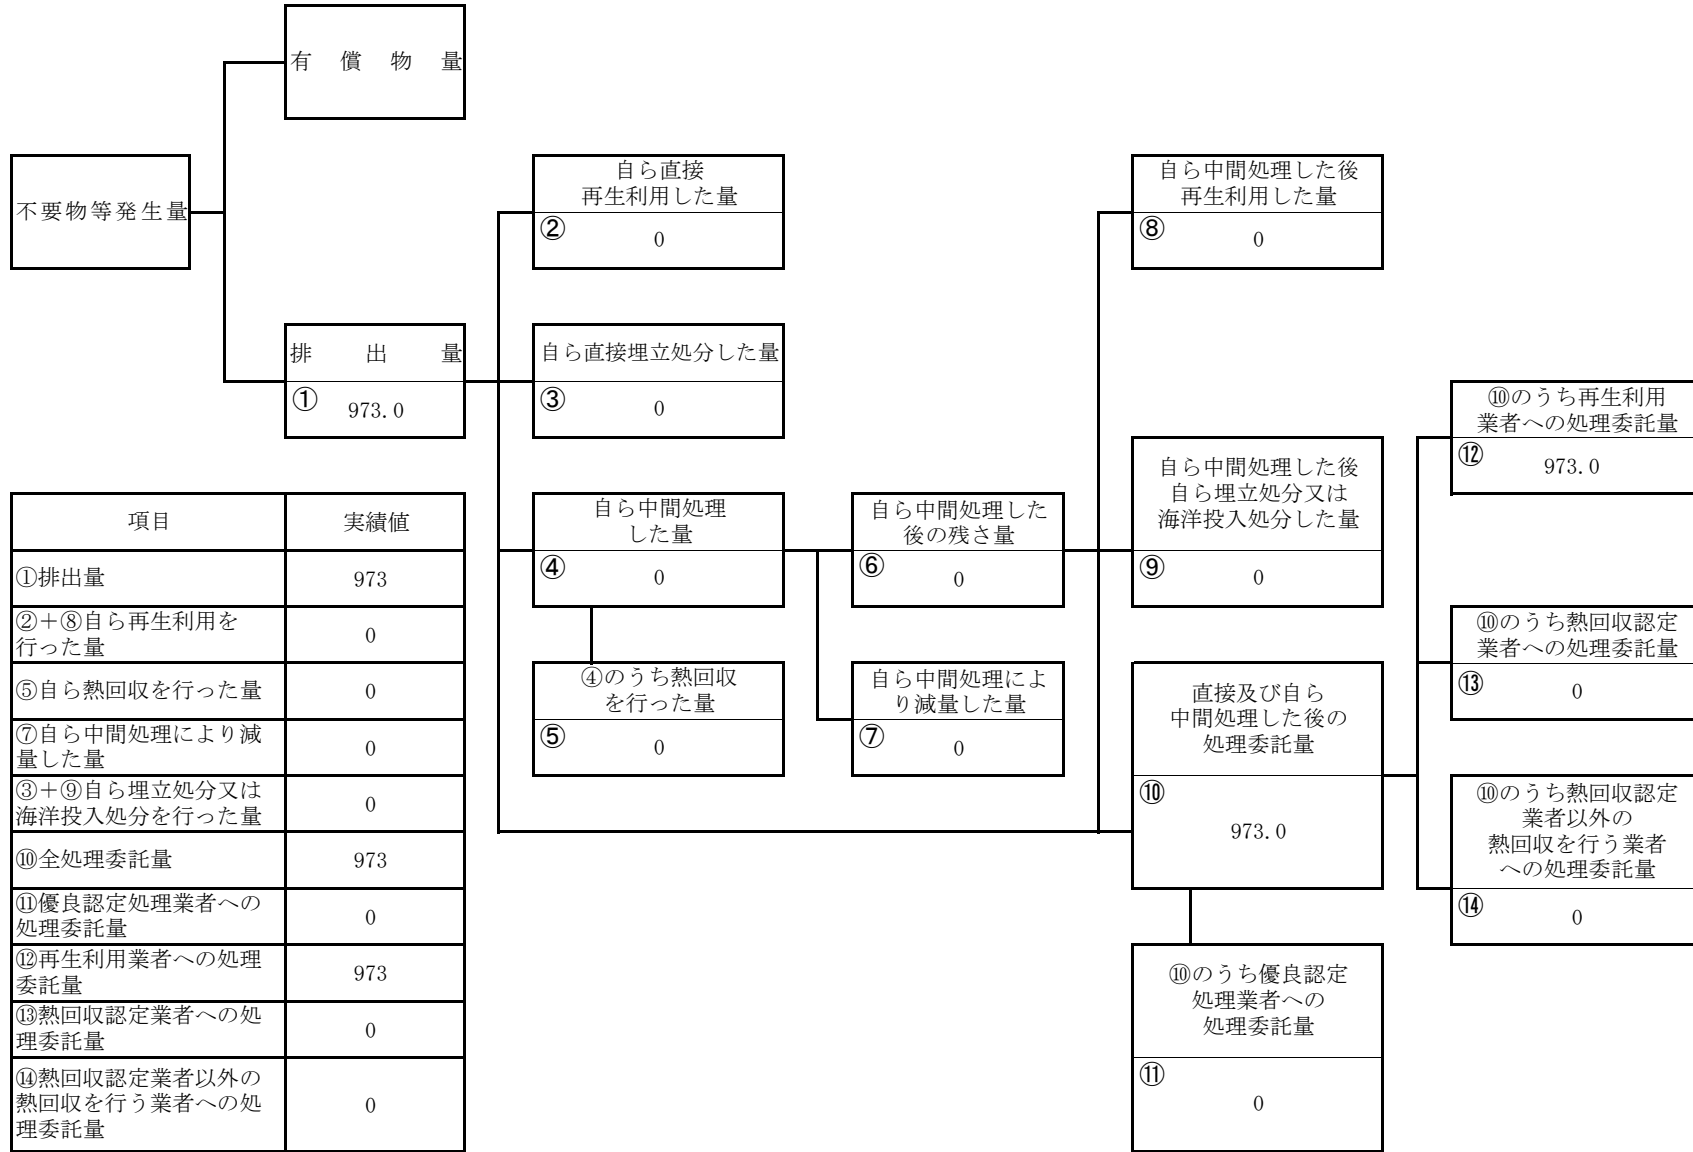 有償物量
不要物等発生量
排出量
①
973.0
自ら直接
再生利用した量
②
0
自ら直接埋立処分した量
③
0
自ら中間処理
した量
④
0
④のうち熱回収
を行った量
⑤
0
自ら中間処理した
後の残さ量
⑥
0
自ら中間処理によ
り減量した量
⑦
0
自ら中間処理した後
再生利用した量
⑧
0
自ら中間処理した後
自ら埋立処分又は
海洋投入処分した量
⑨
0
直接及び自ら
中間処理した後の
処理委託量
⑩
973.0
⑩のうち優良認定
処理業者への
処理委託量
⑪
0
⑩のうち再生利用
業者への処理委託量
⑫
973.0
⑩のうち熱回収認定
業者への処理委託量
⑬
0
⑩のうち熱回収認定
業者以外の
熱回収を行う業者
への処理委託量
⑭
0
項目 実績値
①排出量 973
②＋⑧自ら再生利用を
行った量 0
⑤自ら熱回収を行った量 0
⑦自ら中間処理により減
量した量 0
③＋⑨自ら埋立処分又は
海洋投入処分を行った量 0
⑩全処理委託量 973
⑪優良認定処理業者への
処理委託量 0
⑫再生利用業者への処理
委託量 973
⑬熱回収認定業者への処
理委託量 0
⑭熱回収認定業者以外の
熱回収を行う業者への処
理委託量 0